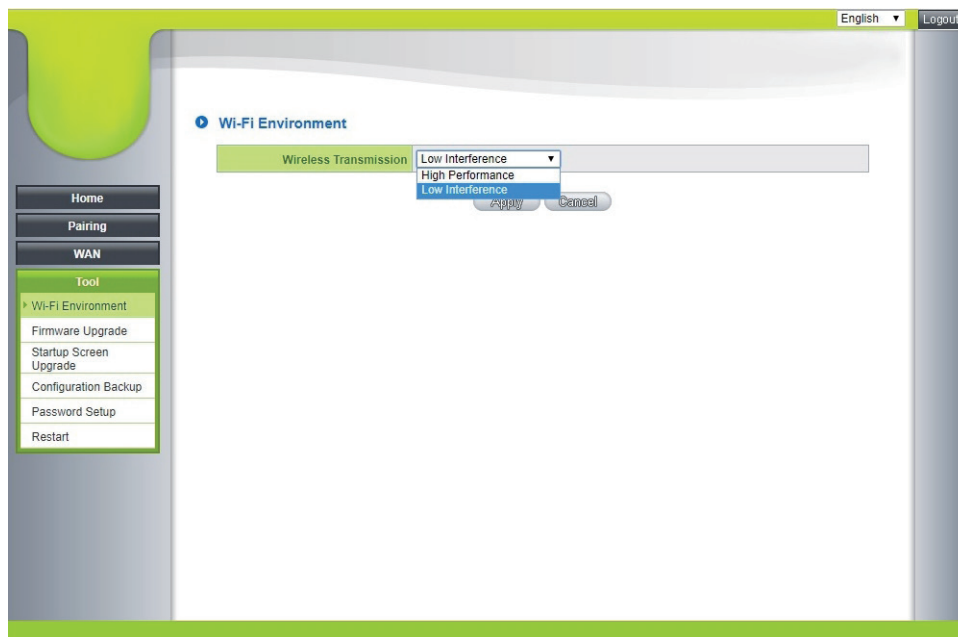 English
Logout
Wi-Fi Environment
Wireless Transmission
Low Interference
High Performance
Low Interference
Apply
Cancel
Home
Pairing
WAN
Tool
Wi-Fi Environment
Firmware Upgrade
Startup Screen
Upgrade
Configuration Backup
Password Setup
Restart